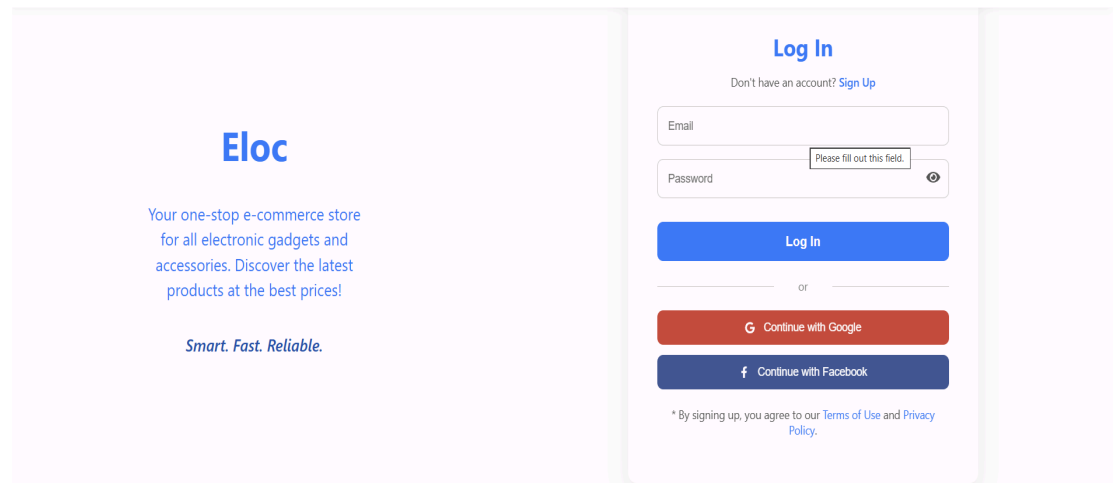 Eloc
Your one-stop e-commerce store
for all electronic gadgets and
accessories. Discover the latest
products at the best prices!
Smart. Fast. Reliable.
Log In
Don't have an account? Sign Up
Email
Please fill out this field.
Password
Log In
or
G Continue with Google
f Continue with Facebook
* By signing up, you agree to our Terms of Use and Privacy
Policy.